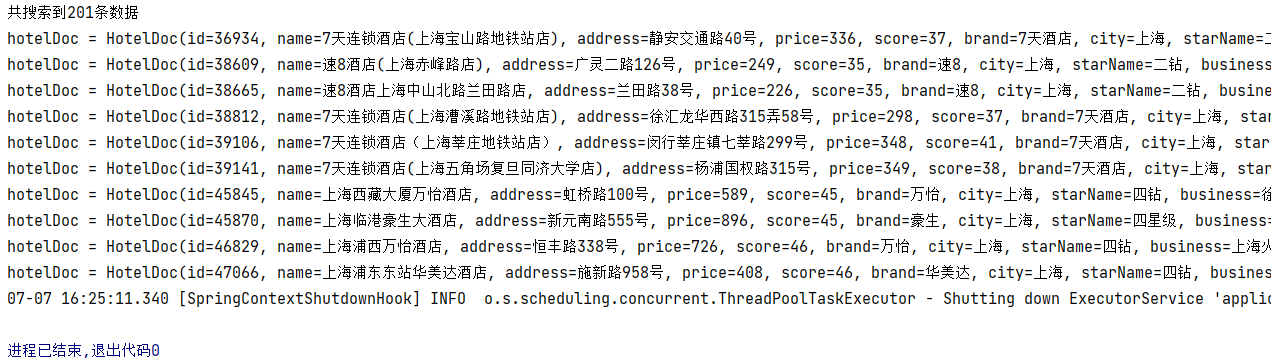 共搜索到201条数据
hotelDoc = HotelDoc(id=36934, name=7天连锁酒店(上海宝山路地铁站店), address=静安交通路40号, price=336, score=37, brand=7天酒店, city=上海, starName=二
hotelDoc = HotelDoc(id=38609, name=速8酒店(上海赤峰路店), address=广灵二路126号, price=249, score=35, brand=速8, city=上海, starName=二钻, business
hotelDoc = HotelDoc(id=38665, name=速8酒店上海中山北路兰田路店, address=兰田路38号, price=226, score=35, brand=速8, city=上海, starName=二钻, busine
hotelDoc = HotelDoc(id=38812, name=7天连锁酒店(上海漕溪路地铁站店), address=徐汇龙华西路315弄58号, price=298, score=37, brand=7天酒店, city=上海, sta
hotelDoc = HotelDoc(id=39106, name=7天连锁酒店（上海莘庄地铁站店）, address=闵行莘庄镇七莘路299号, price=348, score=41, brand=7天酒店, city=上海, star
hotelDoc = HotelDoc(id=39141, name=7天连锁酒店(上海五角场复旦同济大学店), address=杨浦国权路315号, price=349, score=38, brand=7天酒店, city=上海, sta
hotelDoc = HotelDoc(id=45845, name=上海西藏大厦万怡酒店, address=虹桥路100号, price=589, score=45, brand=万怡, city=上海, starName=四钻, business=徐
hotelDoc = HotelDoc(id=45870, name=上海临港豪生大酒店, address=新元南路555号, price=896, score=45, brand=豪生, city=上海, starName=四星级, business=
hotelDoc = HotelDoc(id=46829, name=上海浦西万怡酒店, address=恒丰路338号, price=726, score=46, brand=万怡, city=上海, starName=四钻, business=上海火
hotelDoc = HotelDoc(id=47066, name=上海浦东东站华美达酒店, address=施新路958号, price=408, score=46, brand=华美达, city=上海, starName=四钻, busines
07-07 16:25:11.340 [SpringContextShutdownHook] INFO  o.s.scheduling.concurrent.ThreadPoolTaskExecutor - Shutting down ExecutorService 'applic
进程已结束,退出代码0